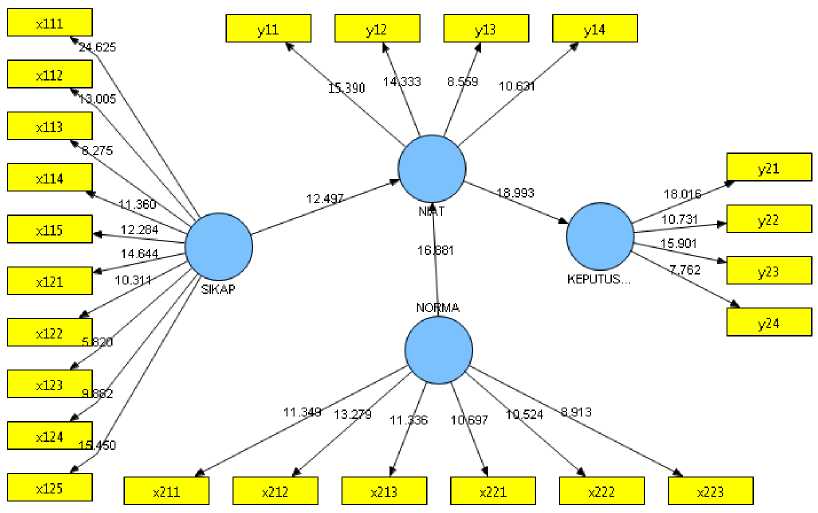 x111
y11
y12
y13
y14
24.625
x112
13.005
15.390
14.333
8.559
10.631
x113
8.275
x114
11.360
x115
12.284
14.644
x121
10.311
x122
5.820
x123
9.882
x124
15.450
x125
SIKAP
12.497
NIAT
18.993
16.881
NORMA
KEPUTUS...
18.016
y21
10.731
y22
15.901
y23
7.762
y24
11.349
13.279
11.336
10.697
10.524
8.913
x211
x212
x213
x221
x222
x223